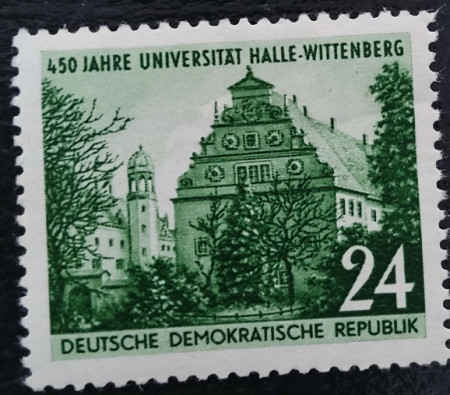 450 JAHRE UNIVERSITÄT HALLE-WITTENBERG
24
DEUTSCHE DEMOKRATISCHE REPUBLIK